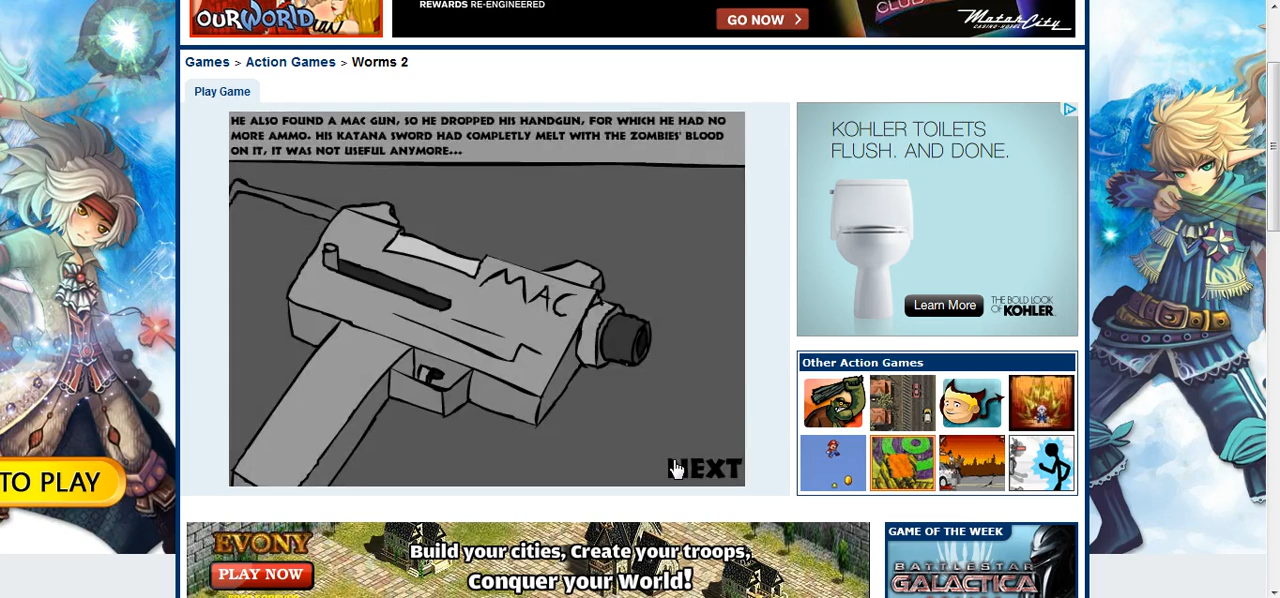 OURWORLD
REWARDS RE-ENGINEERED
GO NOW
CLUB
MotorCity
CASINO•HOTEL
Games > Action Games > Worms 2
Play Game
HE ALSO FOUND A MAC GUN, SO HE DROPPED HIS HANDGUN, FOR WHICH HE HAD NO
MORE AMMO. HIS KATANA SWORD HAD COMPLETLY MELT WITH THE ZOMBIES' BLOOD
ON IT, IT WAS NOT USEFUL ANYMORE...
MAC
NEXT
KOHLER TOILETS
FLUSH. AND DONE.
Learn More
THE BOLD LOOK
OF KOHLER
Other Action Games
TO PLAY
EVONY
PLAY NOW
Build your cities, Create your troops,
Conquer your World!
GAME OF THE WEEK
BATTLESTAR
GALACTICA